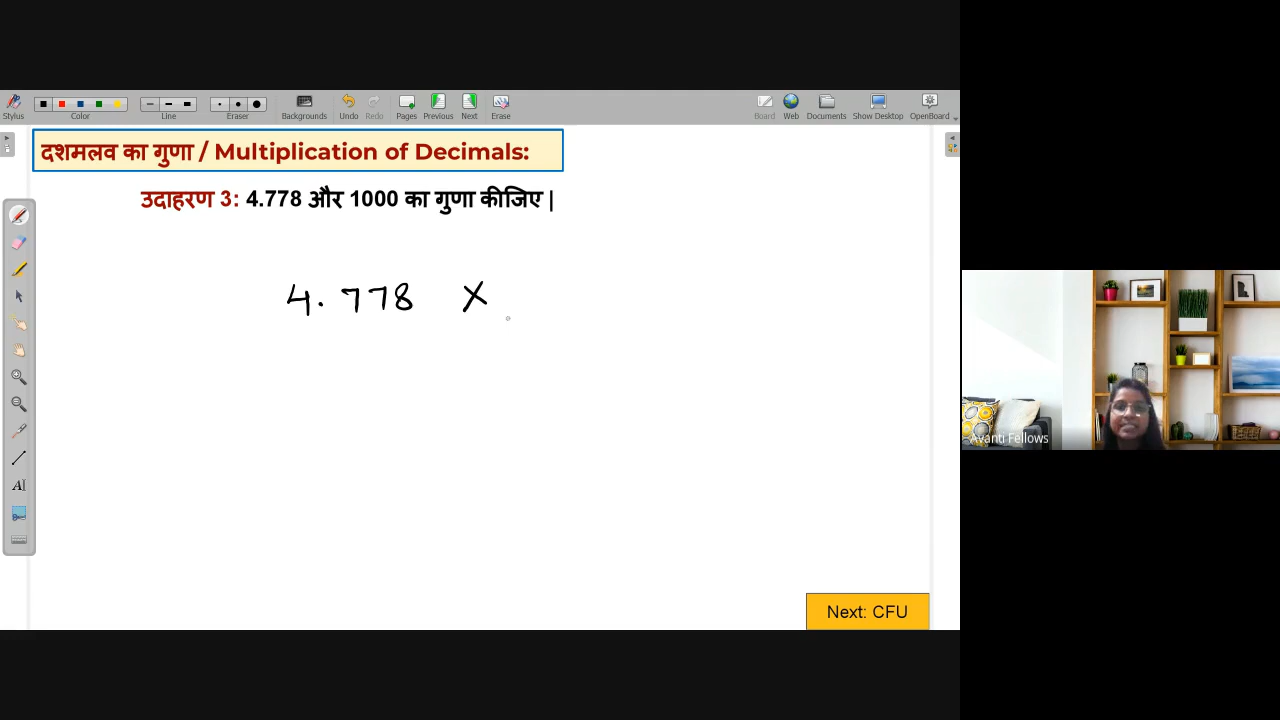 Stylus
Color
Line
Eraser
Backgrounds
Undo
Redo
Pages
Previous
Next
Erase
Board
Web
Documents
Show Desktop
OpenBoard
दशमलव का गुणा / Multiplication of Decimals:
उदाहरण 3: 4.778 और 1000 का गुणा कीजिए |
4.778 X
Avanti Fellows
Next: CFU